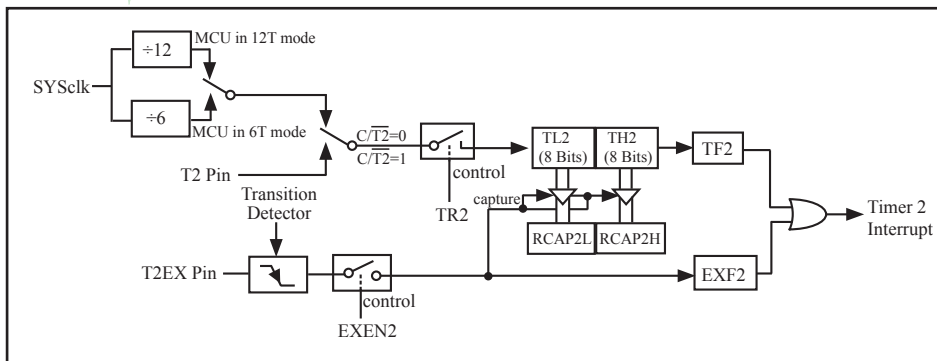 ÷12
MCU in 12T mode
SYSclk
÷6
MCU in 6T mode
C/T2=0
C/T2=1
T2 Pin
control
TR2
TL2
(8 Bits)
TH2
(8 Bits)
TF2
capture
RCAP2L
RCAP2H
Timer 2
Interrupt
Transition
Detector
T2EX Pin
control
EXEN2
EXF2